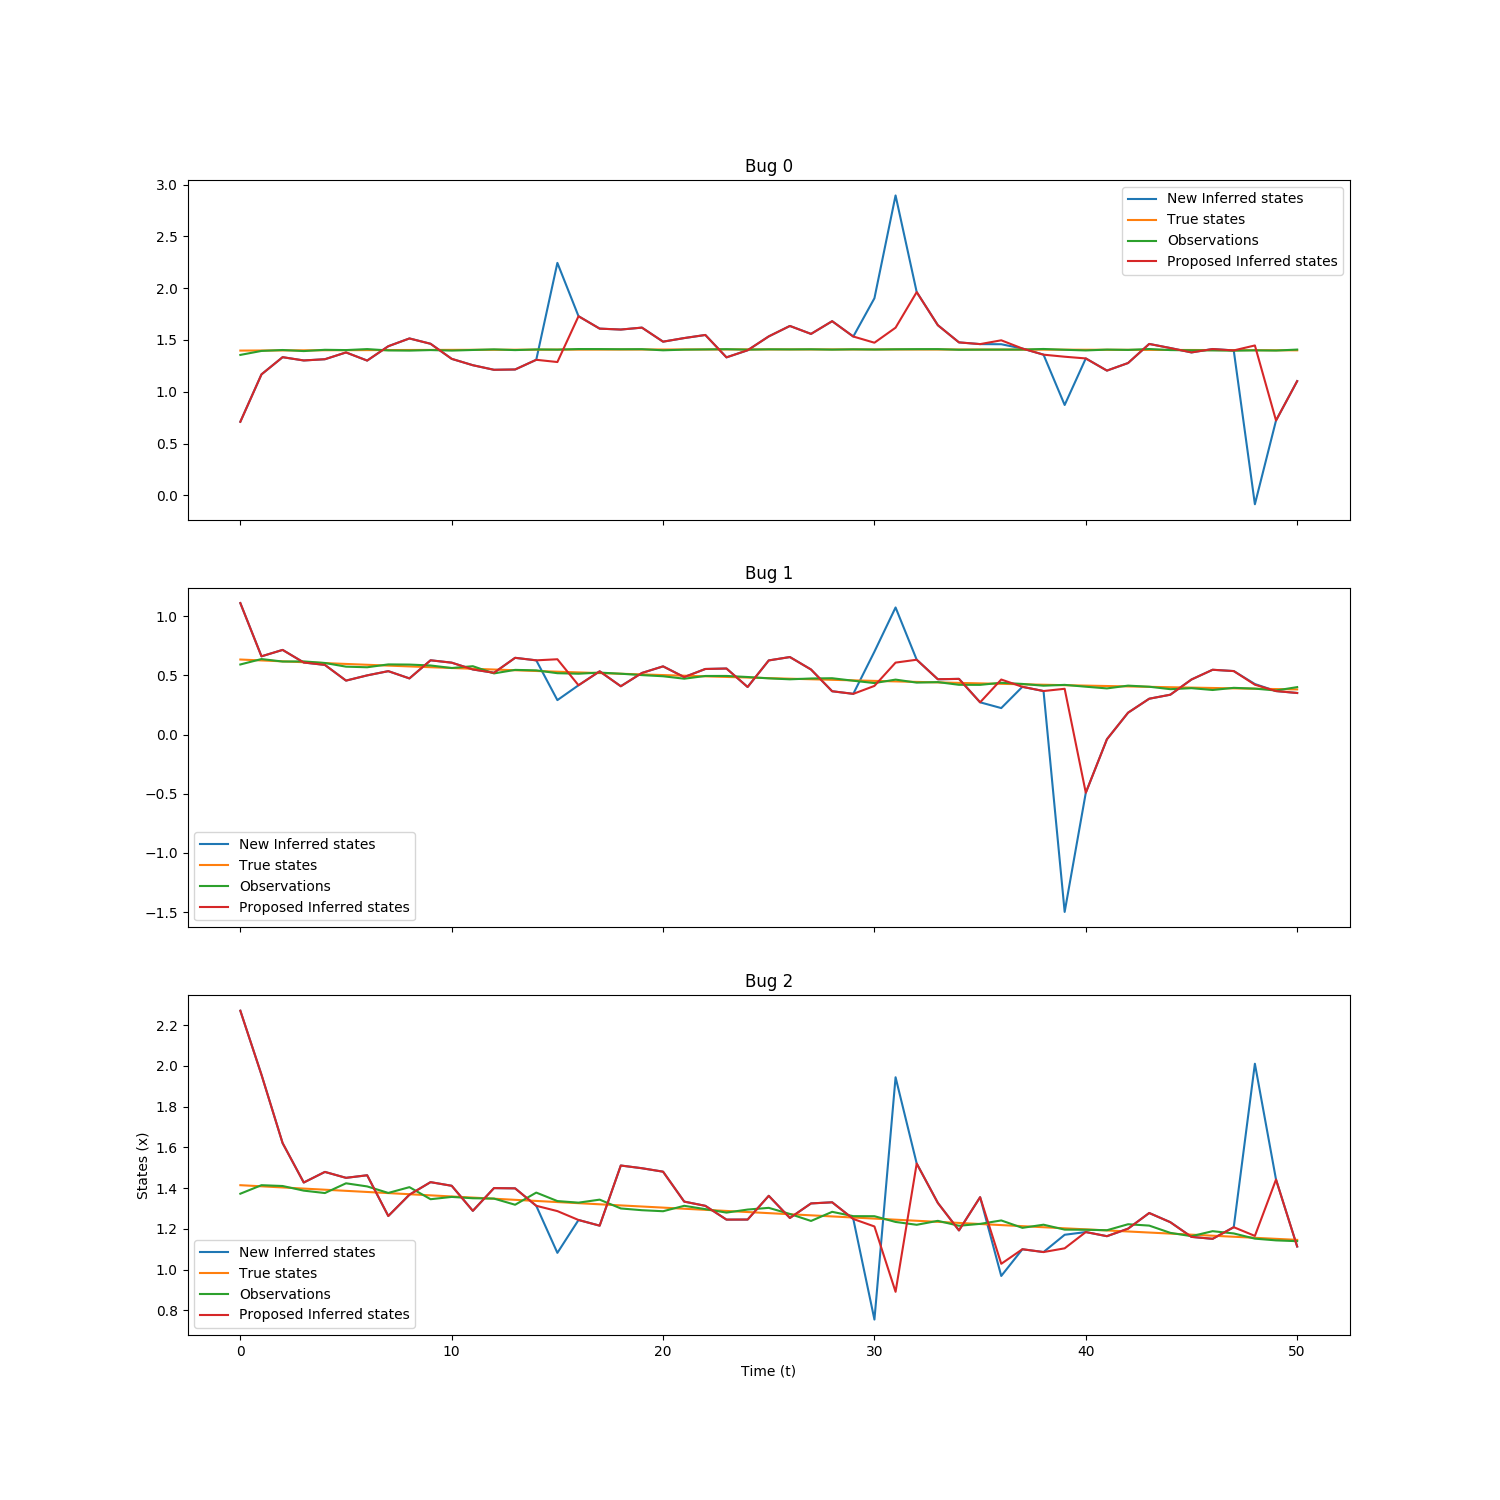 Bug 0
3.0
2.5
2.0
1.5
1.0
0.5
0.0
New Inferred states
True states
Observations
Proposed Inferred states
Bug 1
1.0
0.5
0.0
−0.5
−1.0
−1.5
New Inferred states
True states
Observations
Proposed Inferred states
Bug 2
States (x)
2.2
2.0
1.8
1.6
1.4
1.2
1.0
0.8
New Inferred states
True states
Observations
Proposed Inferred states
0 10 20 30 40 50
Time (t)